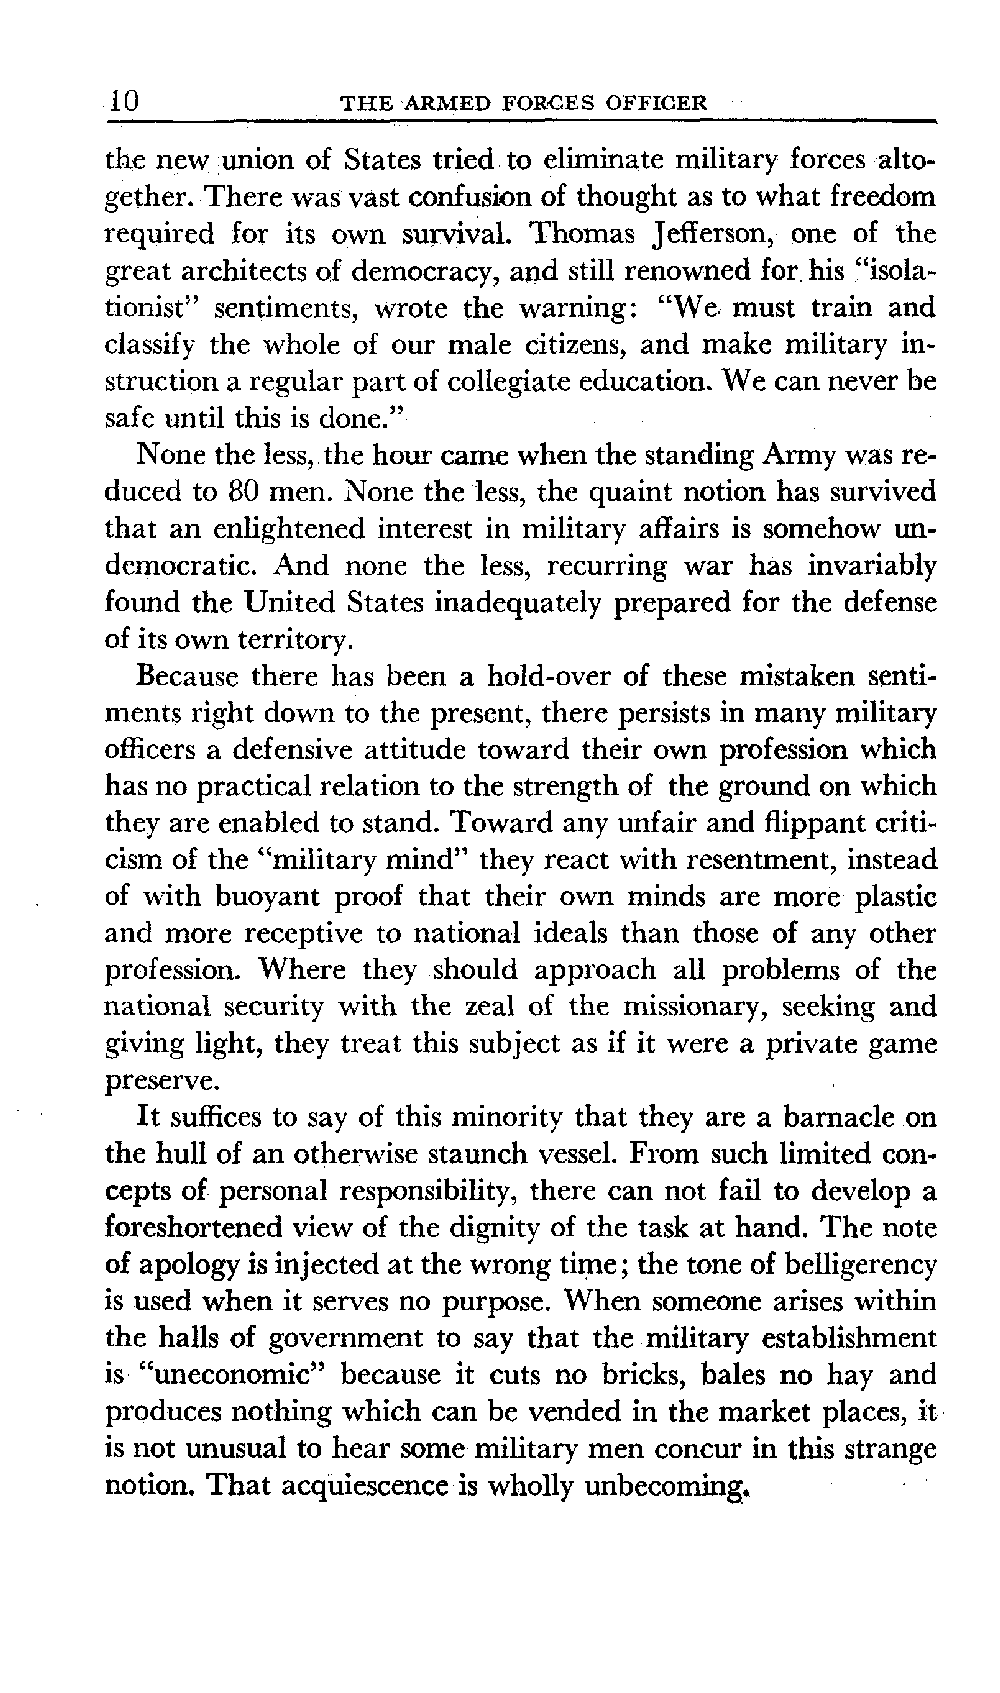 10 THE ARMED FORCES OFFICER
the new union of States tried to eliminate military forces alto-
gether. There was vast confusion of thought as to what freedom
required for its own survival. Thomas Jefferson, one of the
great architects of democracy, and still renowned for his “isola-
tionist” sentiments, wrote the warning: “We must train and
classify the whole of our male citizens, and make military in-
struction a regular part of collegiate education. We can never be
safe until this is done.”
None the less, the hour came when the standing Army was re-
duced to 80 men. None the less, the quaint notion has survived
that an enlightened interest in military affairs is somehow un-
democratic. And none the less, recurring war has invariably
found the United States inadequately prepared for the defense
of its own territory.
Because there has been a hold-over of these mistaken senti-
ments right down to the present, there persists in many military
officers a defensive attitude toward their own profession which
has no practical relation to the strength of the ground on which
they are enabled to stand. Toward any unfair and flippant criti-
cism of the “military mind” they react with resentment, instead
of with buoyant proof that their own minds are more plastic
and more receptive to national ideals than those of any other
profession. Where they should approach all problems of the
national security with the zeal of the missionary, seeking and
giving light, they treat this subject as if it were a private game
preserve.
It suffices to say of this minority that they are a barnacle on
the hull of an otherwise staunch vessel. From such limited con-
cepts of personal responsibility, there can not fail to develop a
foreshortened view of the dignity of the task at hand. The note
of apology is injected at the wrong time; the tone of belligerency
is used when it serves no purpose. When someone arises within
the halls of government to say that the military establishment
is “uneconomic” because it cuts no bricks, bales no hay and
produces nothing which can be vended in the market places, it
is not unusual to hear some military men concur in this strange
notion. That acquiescence is wholly unbecoming.